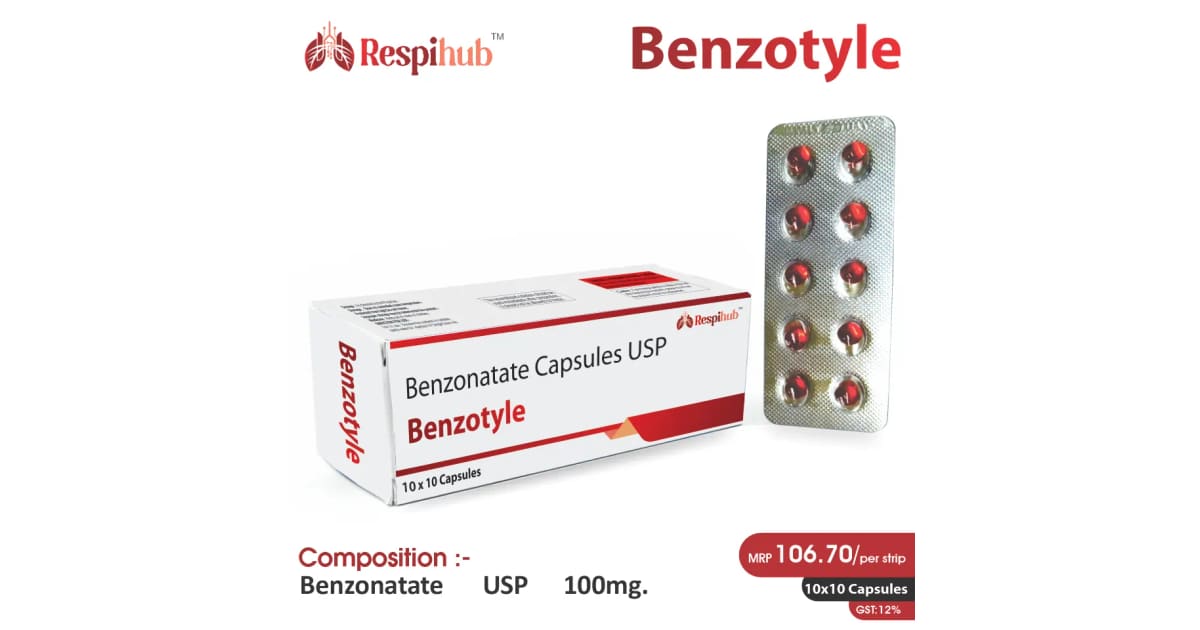 Respihub™
Benzotyle
Respihub™
Benzonatate Capsules USP
Benzotyle
Benzotyle
10 x 10 Capsules
Composition :-
Benzonatate USP 100mg.
MRP 106.70/per strip
10x10 Capsules
GST:12%